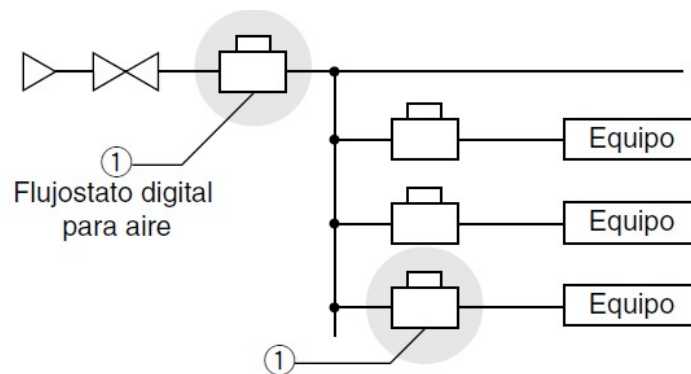 ①
Flujostato digital
para aire
Equipo
Equipo
Equipo
①